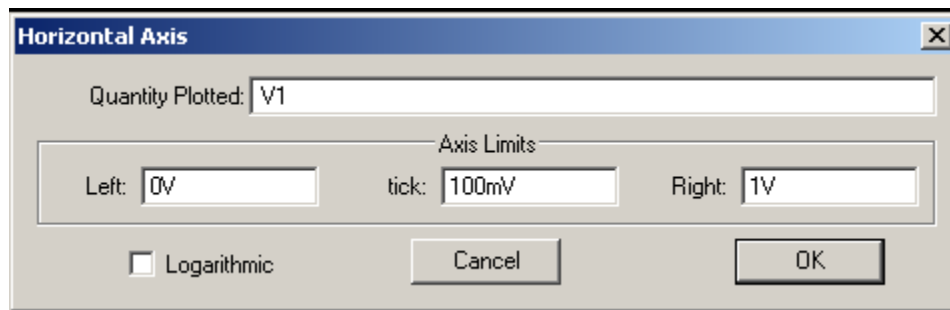 Horizontal Axis
Quantity Plotted: V1
Axis Limits
Left: 0V tick: 100mV Right: 1V
Logarithmic Cancel OK